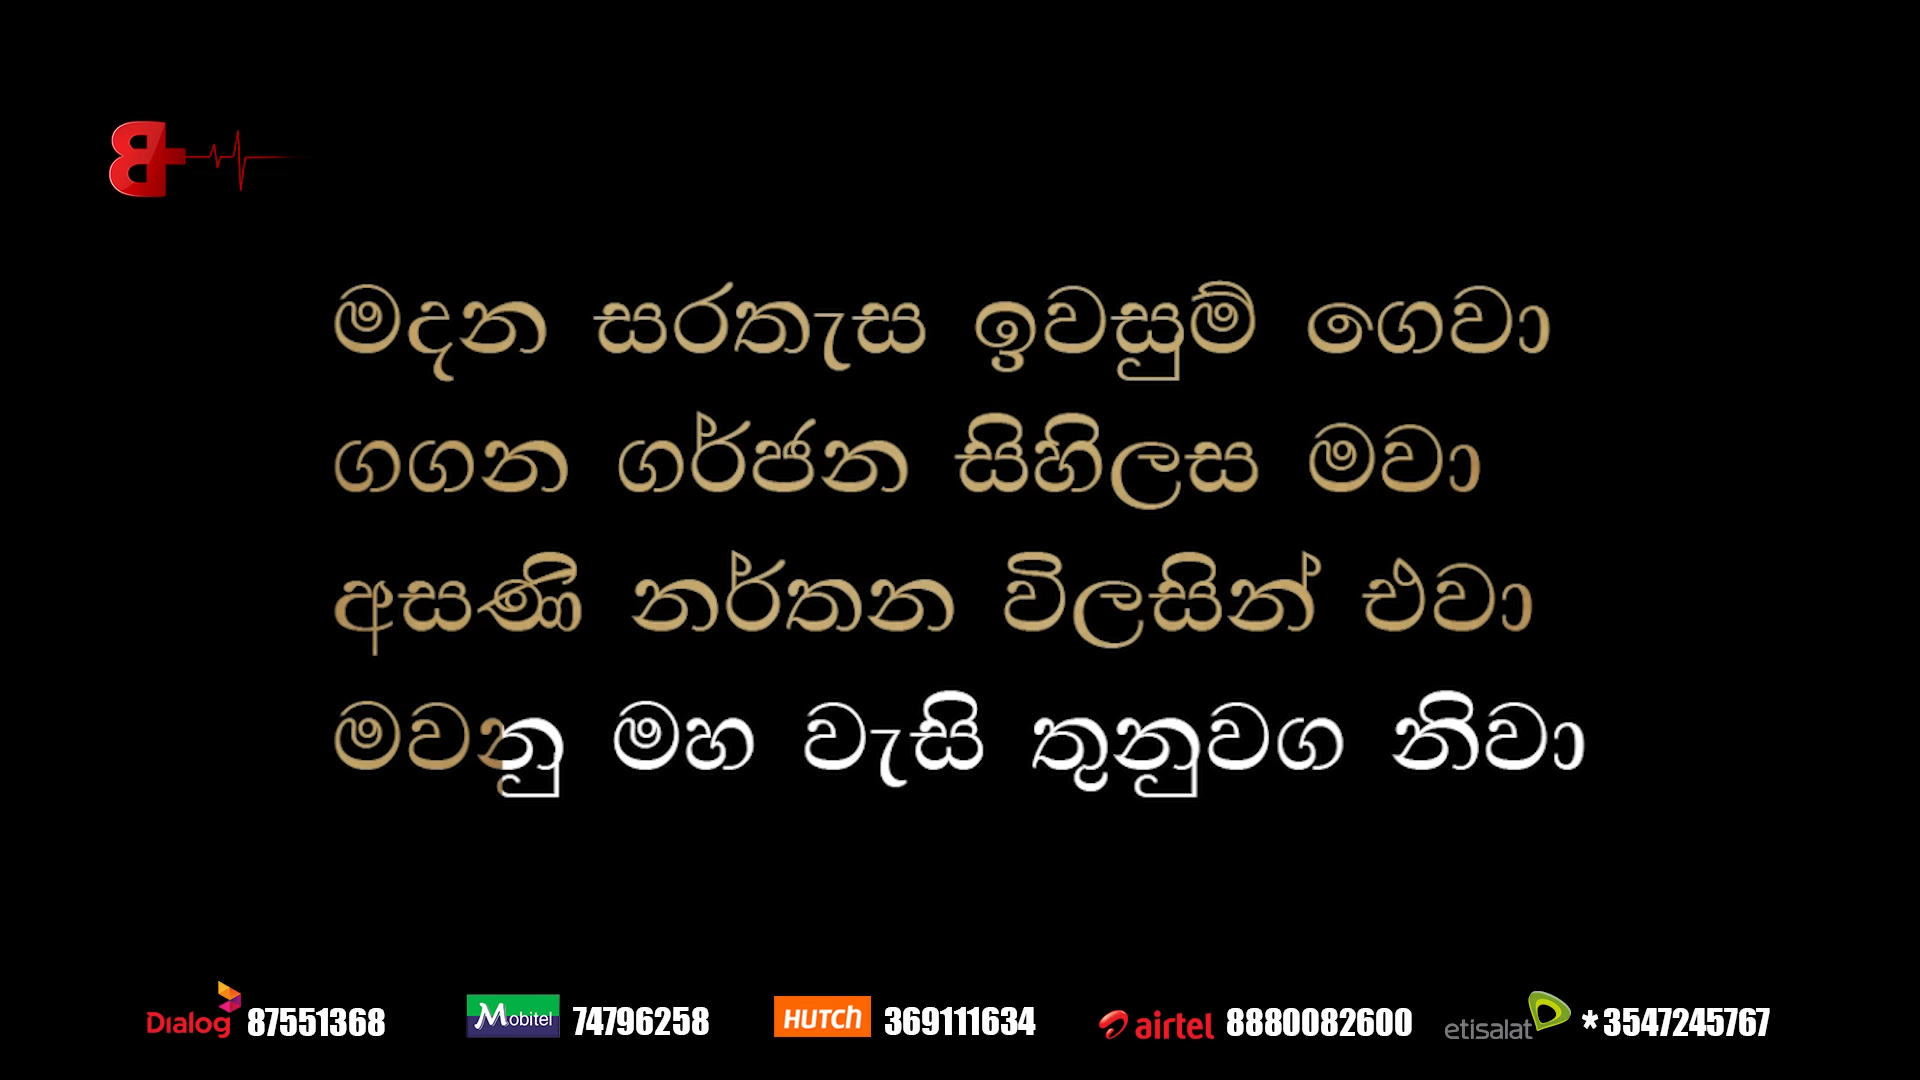 මදන සරතැස ඉවසුම් ගෙවා
ගගන ගර්ජන සිහිලස මවා
අසණි නර්තන විලසින් එවා
මවනු මහ වැසි තුනුවග නිවා
Dialog 87551368 Mobitel 74796258 HUTCH 369111634 airtel 8880082600 etisalat *3547245767